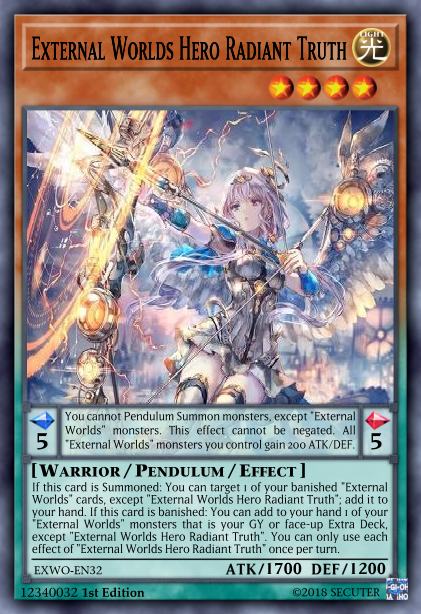 External Worlds Hero Radiant Truth
LIGHT
光
You cannot Pendulum Summon monsters, except "External
Worlds" monsters. This effect cannot be negated. All
"External Worlds" monsters you control gain 200 ATK/DEF.
5
5
[ Warrior / Pendulum / Effect ]
If this card is Summoned: You can target 1 of your banished "External
Worlds" cards, except "External Worlds Hero Radiant Truth"; add it to
your hand. If this card is banished: You can add to your hand 1 of your
"External Worlds" monsters that is your GY or face-up Extra Deck,
except "External Worlds Hero Radiant Truth". You can only use each
effect of "External Worlds Hero Radiant Truth" once per turn.
EXWO-EN32
ATK/1700 DEF/1200
12340032 1st Edition
©2018 SECUTER